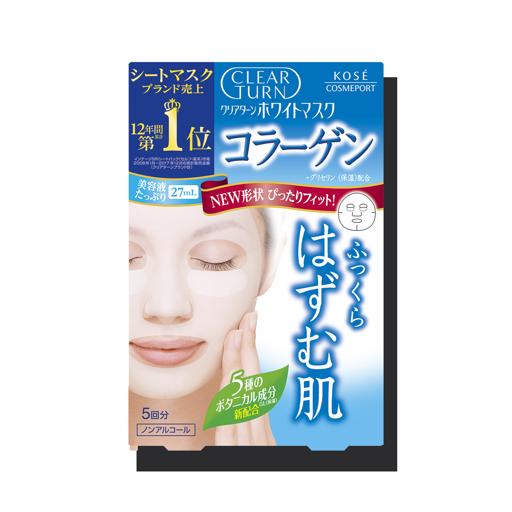 シートマスク
ブランド売上
12年間
第1位
CLEAR
TURN
KOSÉ
COSMEPORT
クリアターンホワイトマスク
コラーゲン
+グリセリン（保湿）配合
美容液
たっぷり
27mL
NEW形状 ぴったりフィット!
ふっくら
はずむ肌
5種の
ボタニカル成分
新配合
5回分
ノンアルコール